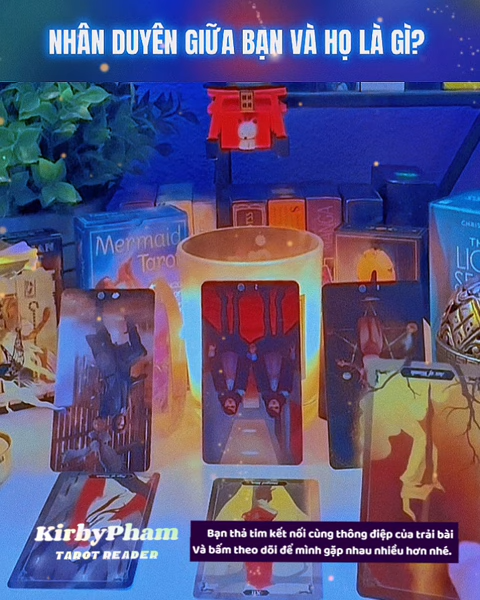 NHÂN DUYÊN GIỮA BẠN VÀ HỌ LÀ GÌ?
Mermaid
Tarot
KirbyPham
TAROT READER
Bạn thả tim kết nối cùng thông điệp của trải bài
Và bấm theo dõi để mình gặp nhau nhiều hơn nhé.